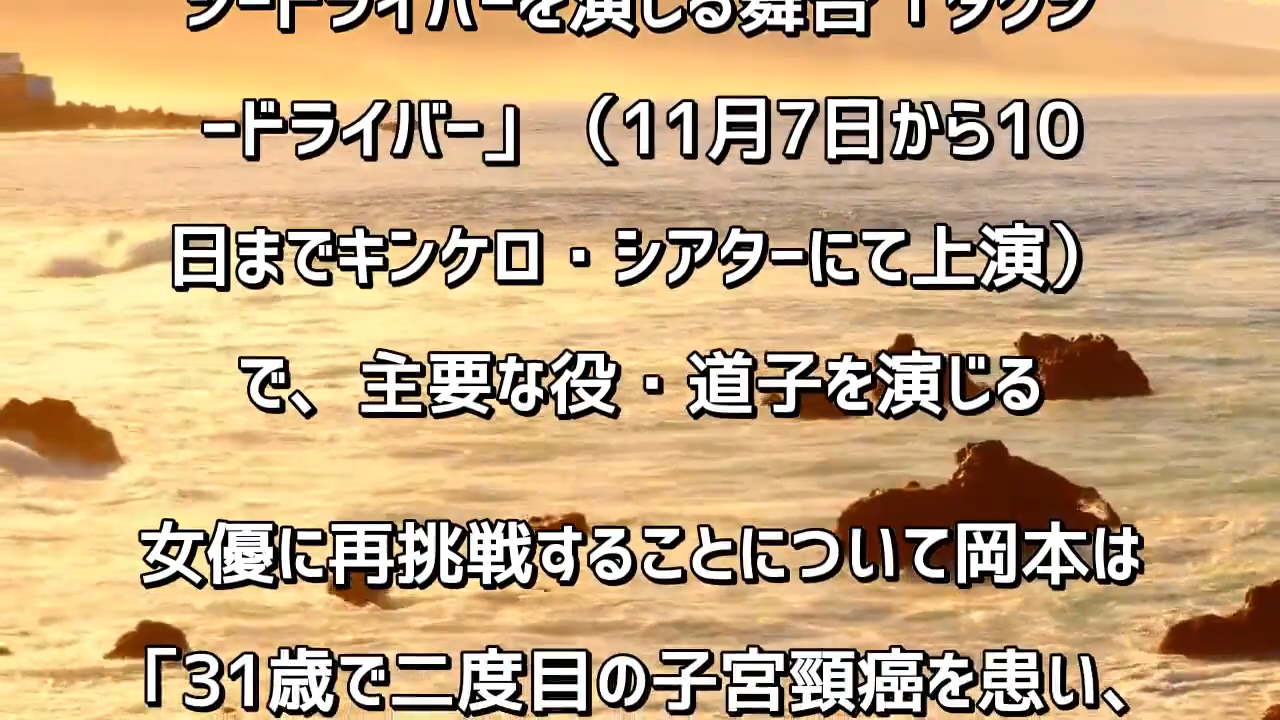 シードライバーを演じる舞台「タクシ
ードライバー」（11月7日から10
日までキンケロ・シアターにて上演）
で、主要な役・道子を演じる
女優に再挑戦することについて岡本は
「31歳で二度目の子宮頸癌を患い、